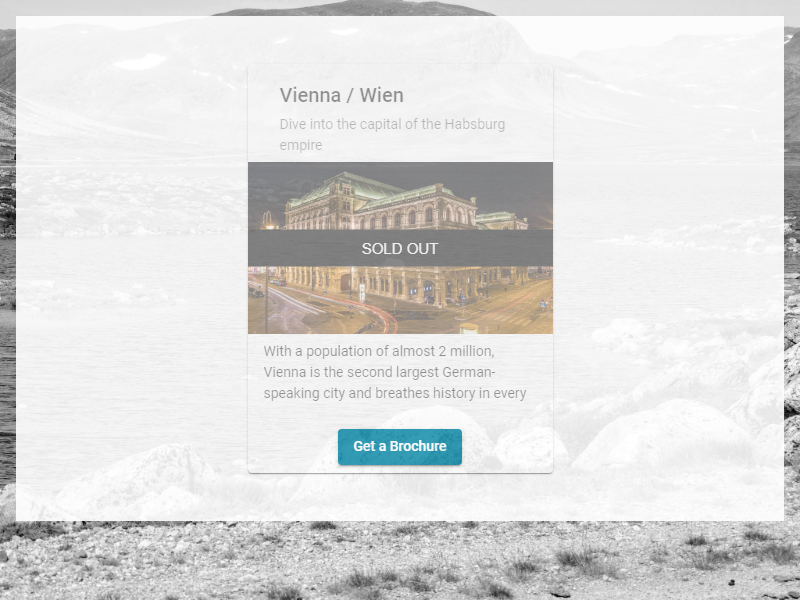 Vienna / Wien
Dive into the capital of the Habsburg
empire
SOLD OUT
With a population of almost 2 million,
Vienna is the second largest German-
speaking city and breathes history in every
Get a Brochure